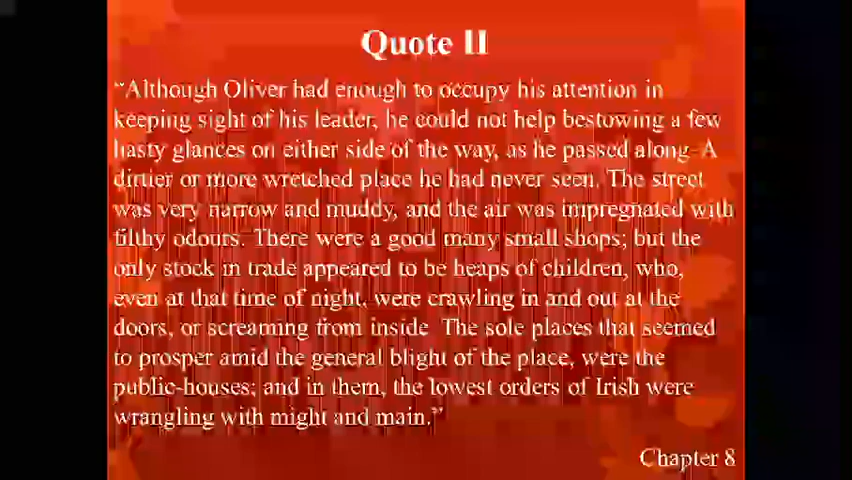 Quote II
“Although Oliver had enough to occupy his attention in
keeping sight of his leader, he could not help bestowing a few
hasty glances on either side of the way, as he passed along. A
dirtier or more wretched place he had never seen. The street
was very narrow and muddy, and the air was impregnated with
filthy odours. There were a good many small shops; but the
only stock in trade appeared to be heaps of children, who,
even at that time of night, were crawling in and out at the
doors, or screaming from inside. The sole places that seemed
to prosper amid the general blight of the place, were the
public-houses; and in them, the lowest orders of Irish were
wrangling with might and main.”
Chapter 8